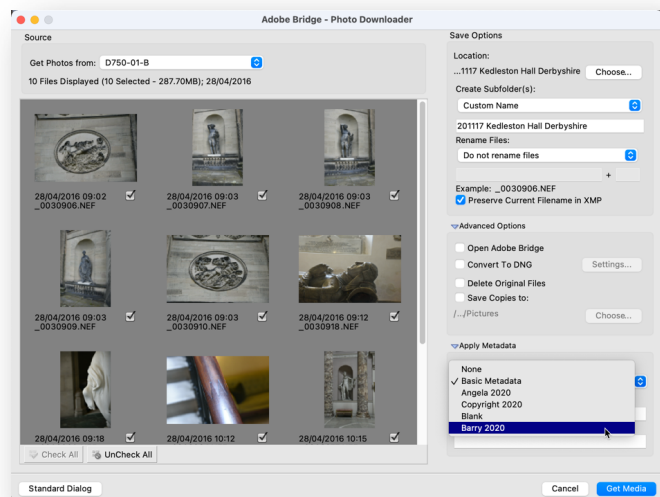 Adobe Bridge - Photo Downloader
Source
Get Photos from: D750-01-B
10 Files Displayed (10 Selected - 287.70MB); 28/04/2016
28/04/2016 09:02
_0030906.NEF
28/04/2016 09:03
_0030907.NEF
28/04/2016 09:03
_0030908.NEF
28/04/2016 09:03
_0030909.NEF
28/04/2016 09:03
_0030910.NEF
28/04/2016 09:12
_0030918.NEF
28/04/2016 09:18
28/04/2016 10:12
28/04/2016 10:15
Check All
UnCheck All
Save Options
Location:
...1117 Kedleston Hall Derbyshire Choose...
Create Subfolder(s):
Custom Name
201117 Kedleston Hall Derbyshire
Rename Files:
Do not rename files
+
Example: _0030906.NEF
Preserve Current Filename in XMP
Advanced Options
Open Adobe Bridge
Convert To DNG Settings...
Delete Original Files
Save Copies to:
/.../Pictures Choose...
Apply Metadata
None
✓ Basic Metadata
Angela 2020
Copyright 2020
Blank
Barry 2020
Standard Dialog
Cancel
Get Media